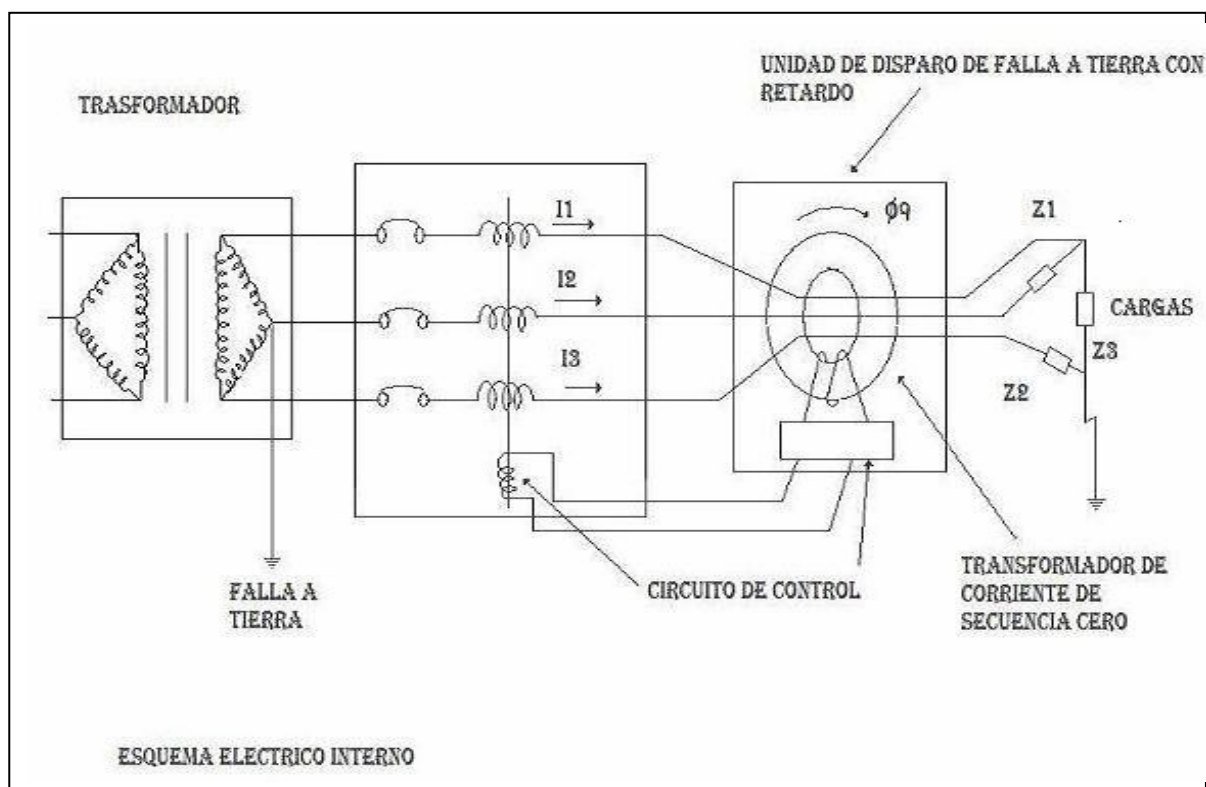 UNIDAD DE DISPARO DE FALLA A TIERRA CON
RETARDO
TRASFORMADOR
I1
I2
I3
Ø9
Z1
CARGAS
Z3
Z2
FALLA A
TIERRA
CIRCUITO DE CONTROL
TRANSFORMADOR DE
CORRIENTE DE
SECUENCIA CERO
ESQUEMA ELECTRICO INTERNO